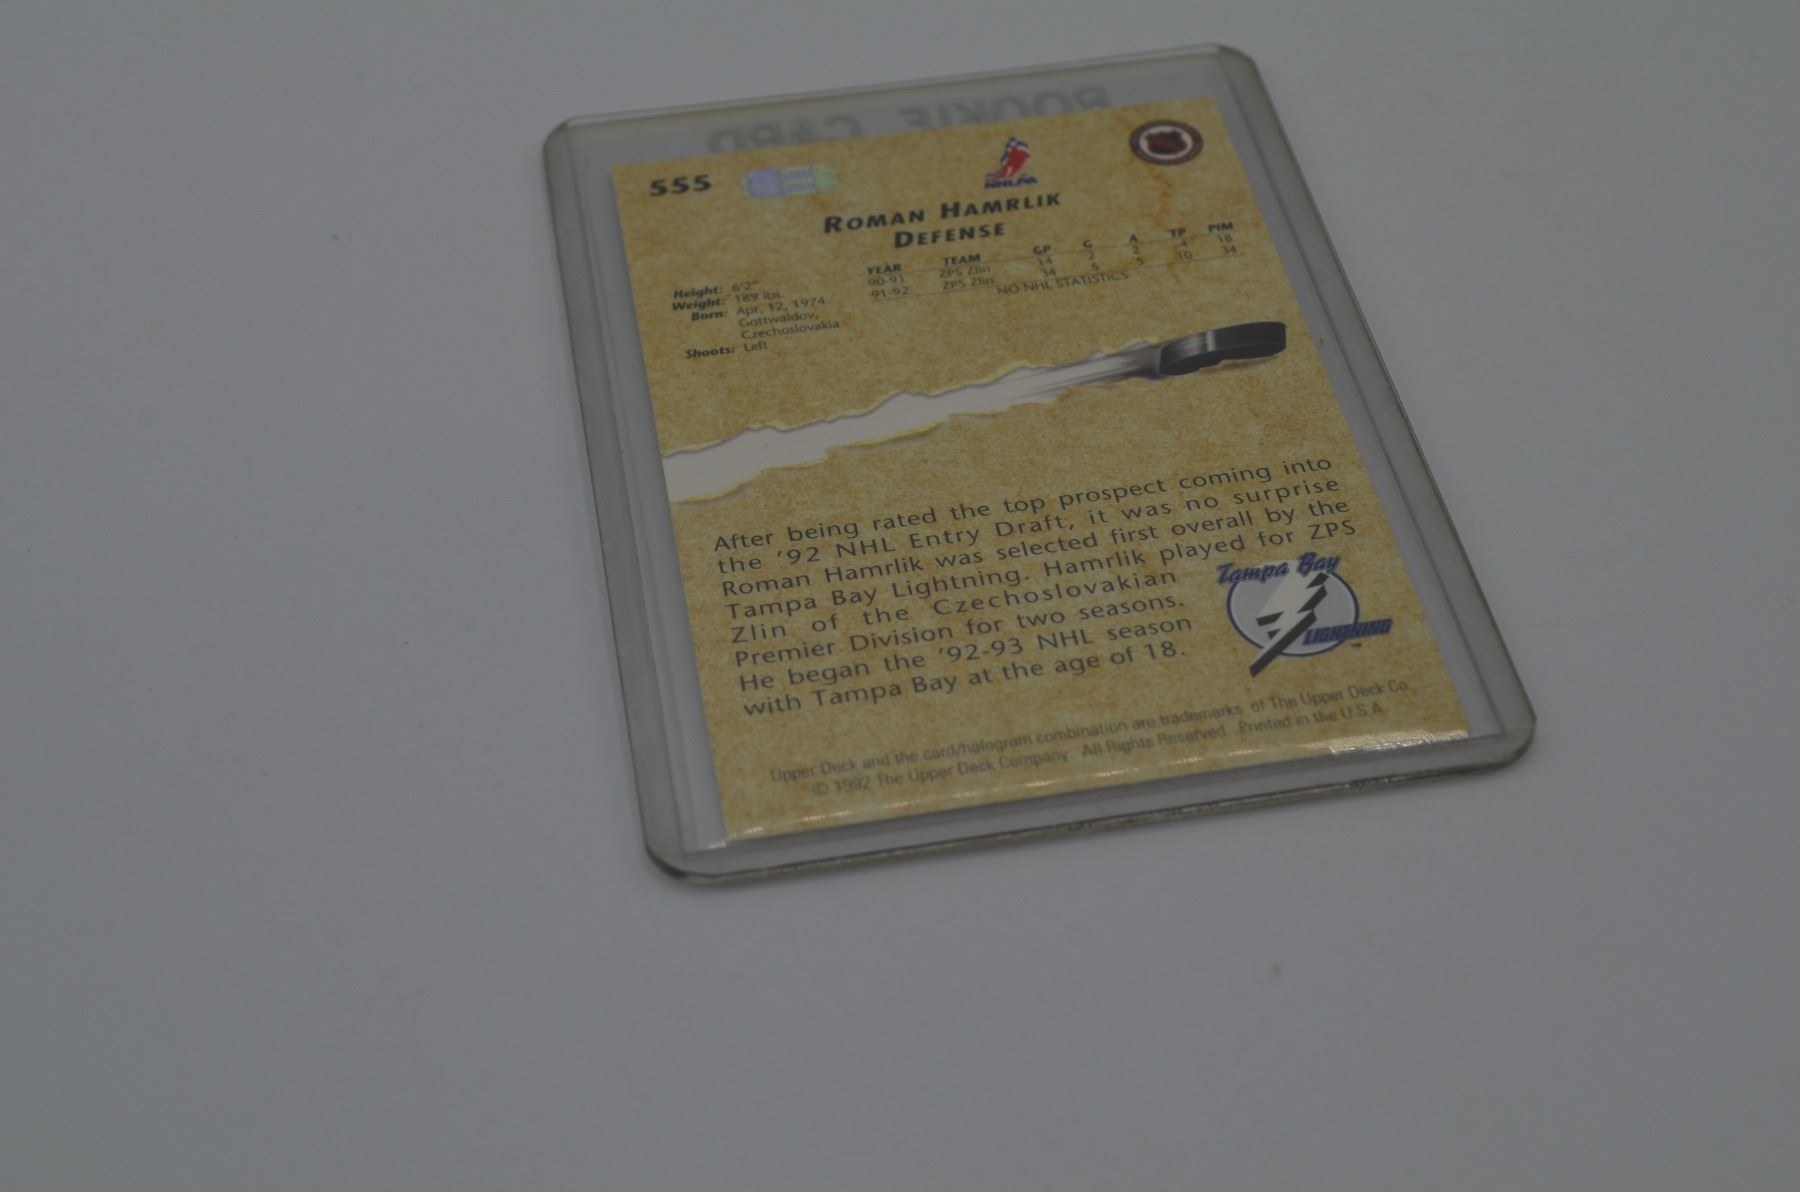 ROOKIE CARD
555
NHLPA
ROMAN HAMRLIK
DEFENSE
Height: 6'2"
Weight: 189 lbs.
Born: Apr. 12, 1974
Gottwaldov,
Czechoslovakia
Shoots: Left
YEAR TEAM GP G A TP PIM
90-91 ZPS Zlin 14 2 2 4 18
91-92 ZPS Zlin 34 5 5 10 34
NO NHL STATISTICS
After being rated the top prospect coming into
the '92 NHL Entry Draft, it was no surprise
Roman Hamrlik was selected first overall by the
Tampa Bay Lightning. Hamrlik played for ZPS
Zlin of the Czechoslovakian
Premier Division for two seasons.
He began the '92-93 NHL season
with Tampa Bay at the age of 18.
Tampa Bay
LIGHTNING
TM
Upper Deck and the card/hologram combination are trademarks of The Upper Deck Co.
© 1992 The Upper Deck Company All Rights Reserved. Printed in the U.S.A.